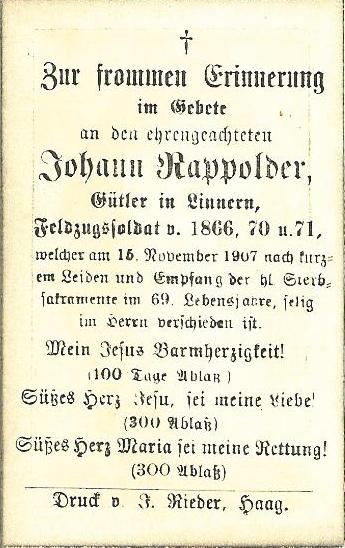 †
Zur frommen Erinnerung
im Gebete
an den ehrengeachteten
Johann Rappolder,
Gütler in Linnern,
Feldzugssoldat v. 1866, 70 u. 71,
welcher am 15. November 1907 nach kurz-
em Leiden und Empfang der hl. Sterb-
sakramente im 69. Lebensjahre, selig
im Herrn verschieden ist.
Mein Jesus Barmherzigkeit!
(100 Tage Ablaß)
Süßes Herz Jesu, sei meine Liebe!
(300 Ablaß)
Süßes Herz Maria sei meine Rettung!
(300 Ablaß)
Druck v. J. Rieder, Haag.